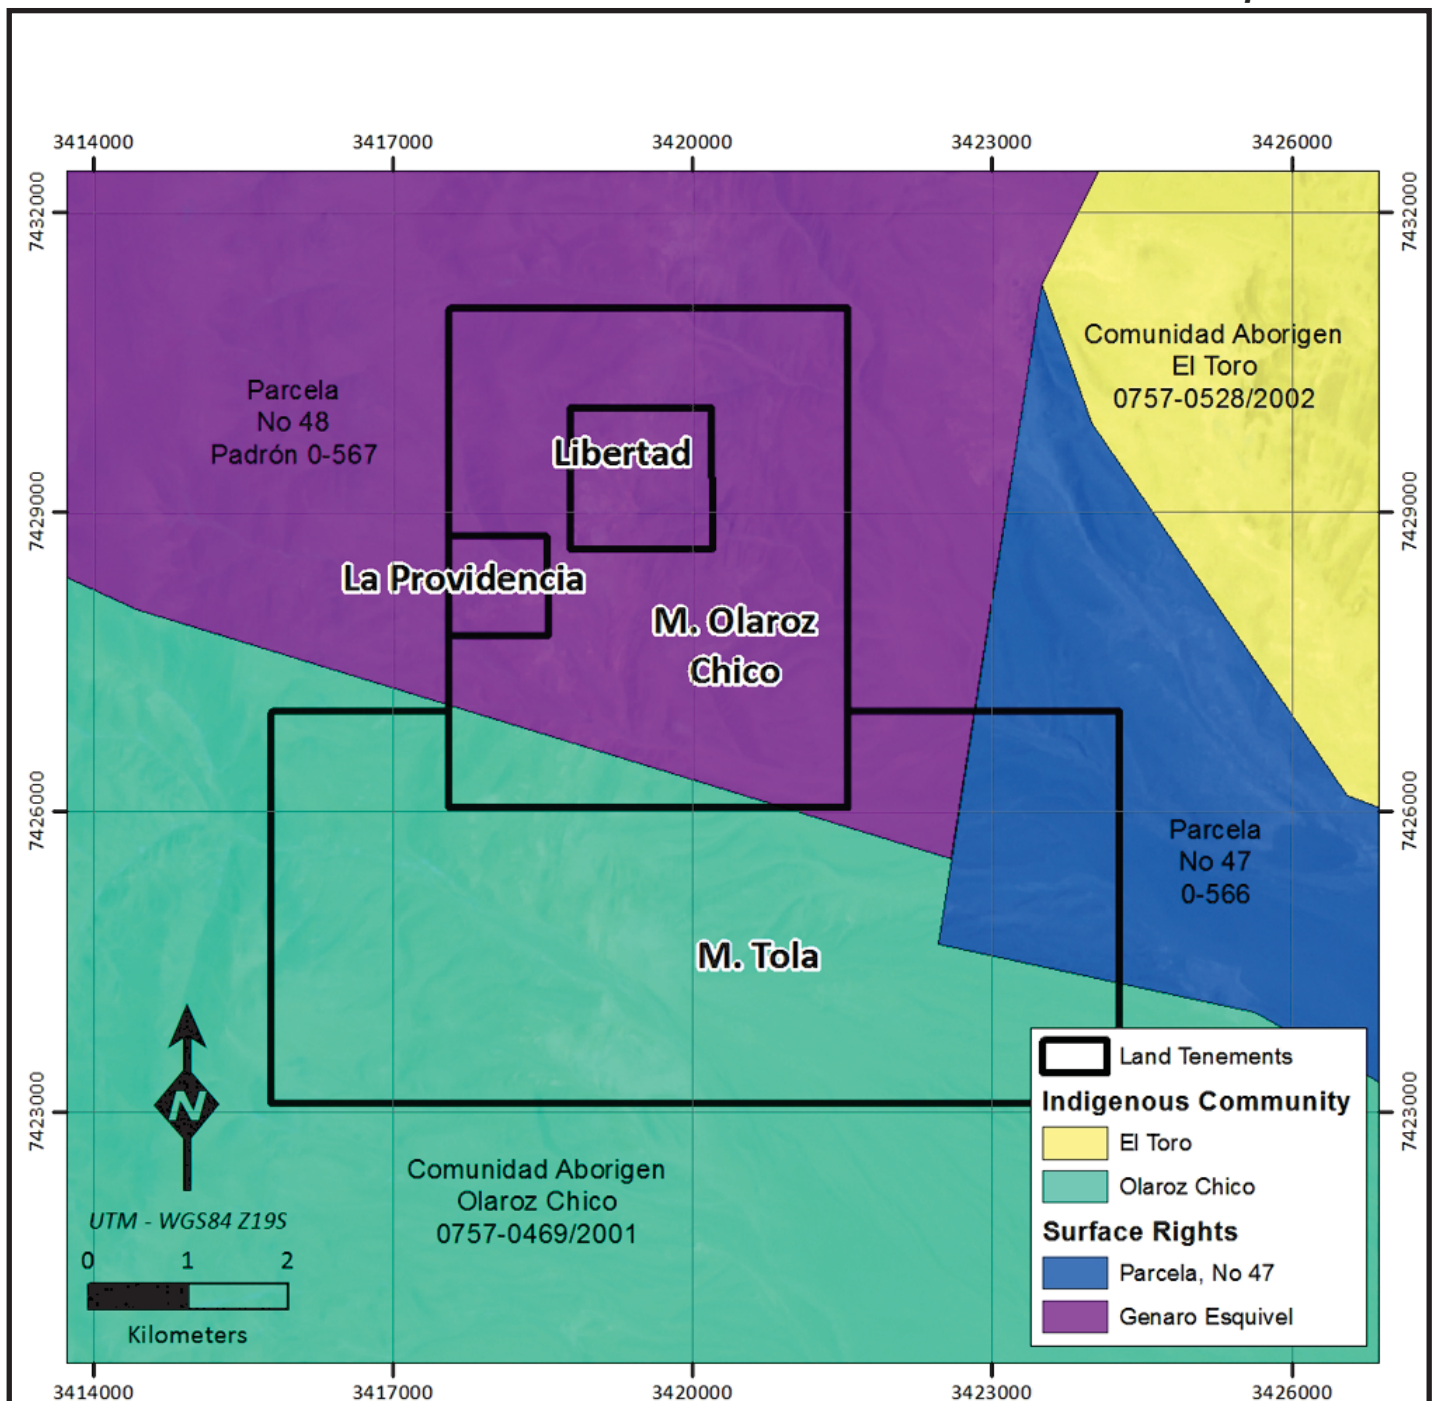 3414000 3417000 3420000 3423000 3426000
7432000
7432000
Comunidad Aborigen
El Toro
0757-0528/2002
Parcela
No 48
Padrón 0-567
Libertad
7429000
7429000
La Providencia
M. Olaroz
Chico
7426000
7426000
Parcela
No 47
0-566
M. Tola
7423000
7423000
N
UTM - WGS84 Z19S
0 1 2
Kilometers
Comunidad Aborigen
Olaroz Chico
0757-0469/2001
Land Tenements
Indigenous Community
El Toro
Olaroz Chico
Surface Rights
Parcela, No 47
Genaro Esquivel
3414000 3417000 3420000 3423000 3426000